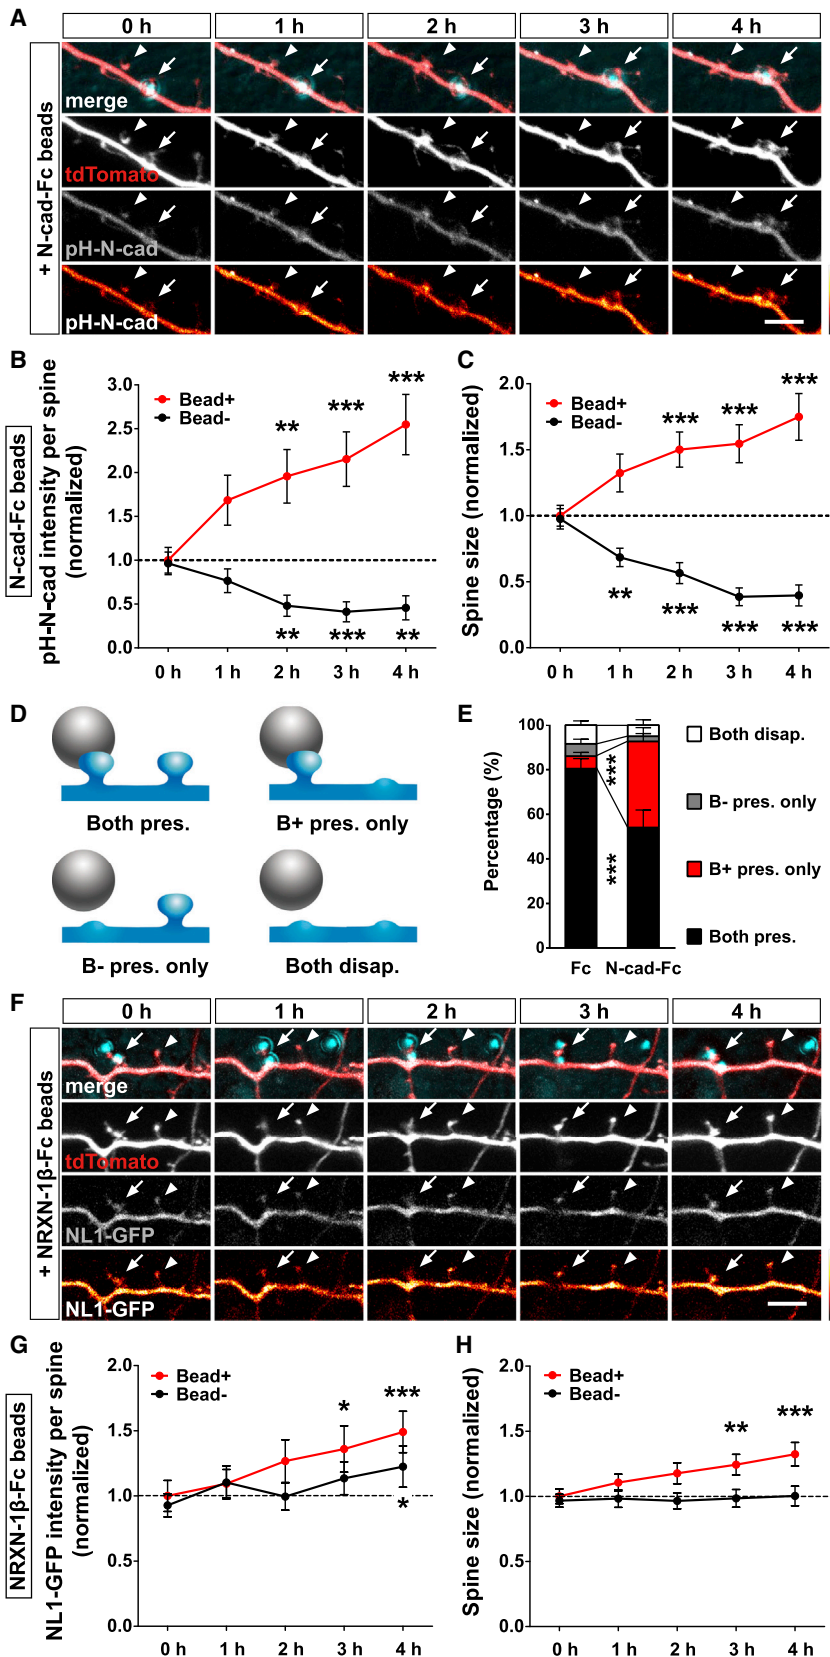 A
0 h 1 h 2 h 3 h 4 h
+ N-cad-Fc beads
merge
tdTomato
pH-N-cad
pH-N-cad
B
N-cad-Fc beads
pH-N-cad intensity per spine
(normalized)
3.0
2.5
2.0
1.5
1.0
0.5
0.0
Bead+
Bead-
** *** ***
** *** **
0 h 1 h 2 h 3 h 4 h
C
Spine size (normalized)
2.0
1.5
1.0
0.5
0.0
Bead+
Bead-
*** *** ***
** *** *** ***
0 h 1 h 2 h 3 h 4 h
D
Both pres.
B+ pres. only
B- pres. only
Both disap.
E
Percentage (%)
100
80
60
40
20
0
***
***
Fc N-cad-Fc
Both disap.
B- pres. only
B+ pres. only
Both pres.
F
0 h 1 h 2 h 3 h 4 h
+ NRXN-1β-Fc beads
merge
tdTomato
NL1-GFP
NL1-GFP
G
NRXN-1β-Fc beads
NL1-GFP intensity per spine
(normalized)
2.0
1.5
1.0
0.5
0.0
Bead+
Bead-
* ***
*
0 h 1 h 2 h 3 h 4 h
H
Spine size (normalized)
2.0
1.5
1.0
0.5
0.0
Bead+
Bead-
** ***
0 h 1 h 2 h 3 h 4 h